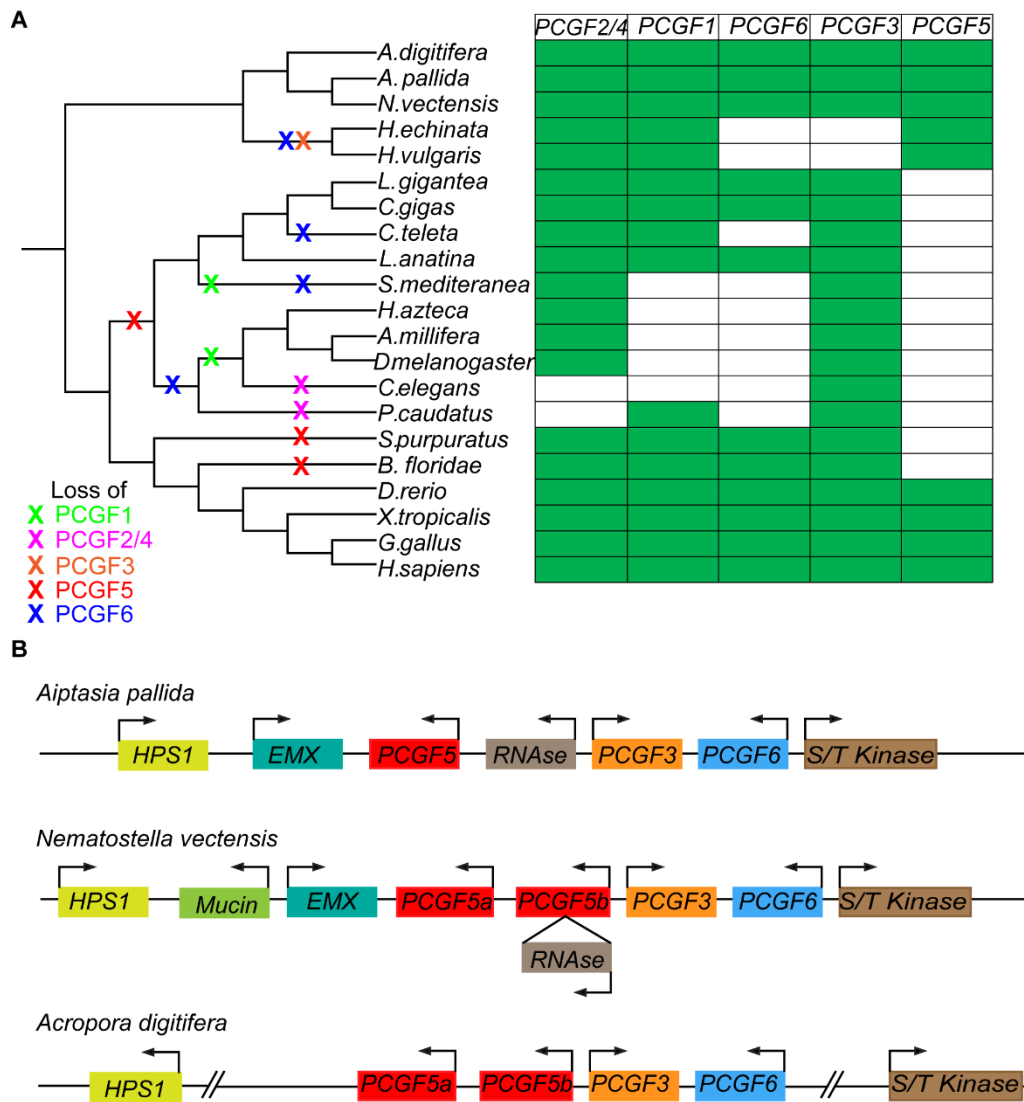 A
PCGF2/4 PCGF1 PCGF6 PCGF3 PCGF5
A.digitifera
A.pallida
N.vectensis
X X H.echinata
H.vulgaris
L.gigantea
C.gigas
X C.teleta
L.anatina
X X S.mediteranea
H.azteca
X A.millifera
X Dmelanogaster
X X C.elegans
X P.caudatus
X S.purpuratus
X B. floridae
D.rerio
X.tropicalis
G.gallus
H.sapiens
Loss of
X PCGF1
X PCGF2/4
X PCGF3
X PCGF5
X PCGF6
B
Aiptasia pallida
HPS1 EMX PCGF5 RNAse PCGF3 PCGF6 S/T Kinase
Nematostella vectensis
HPS1 Mucin EMX PCGF5a PCGF5b PCGF3 PCGF6 S/T Kinase
RNAse
Acropora digitifera
HPS1 // PCGF5a PCGF5b PCGF3 PCGF6 // S/T Kinase